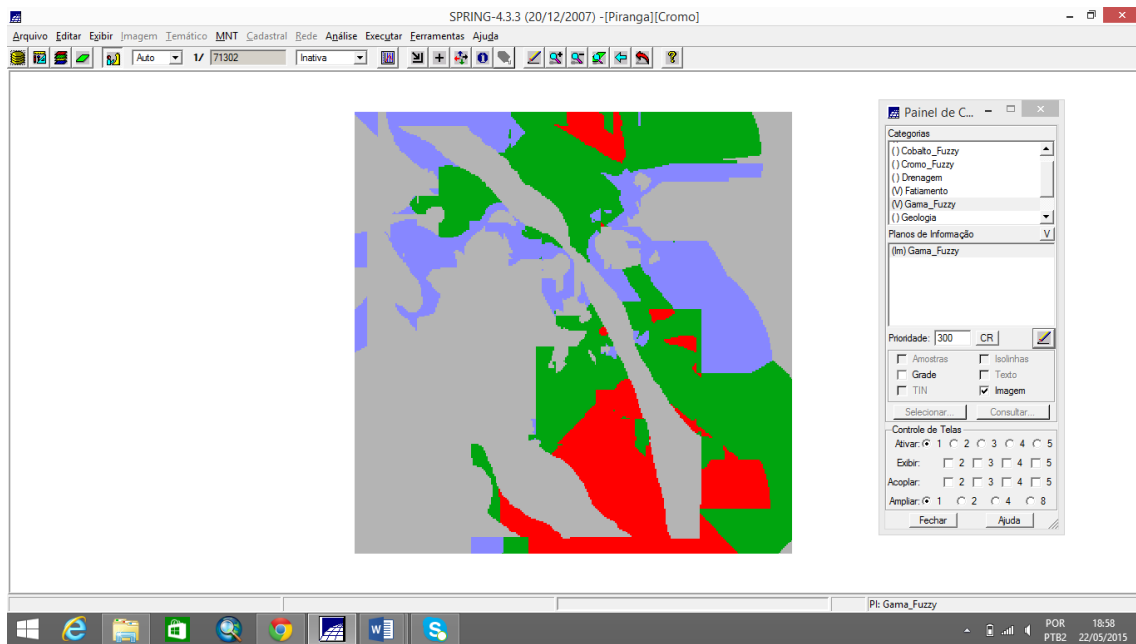 SPRING-4.3.3 (20/12/2007) -[Piranga][Cromo]
Arquivo Editar Exibir Imagem Temático MNT Cadastral Rede Análise Executar Ferramentas Ajuda
Auto 1/ 71302 Inativa
Painel de C...
Categorias
() Cobalto_Fuzzy
() Cromo_Fuzzy
() Drenagem
(V) Fatiamento
(V) Gama_Fuzzy
() Geologia
Planos de Informação V
(Im) Gama_Fuzzy
Prioridade: 300 CR
Amostras Isolinhas
Grade Texto
TIN Imagem
Selecionar... Consultar...
Controle de Telas
Ativar: 1 2 3 4 5
Exibir: 2 3 4 5
Acoplar: 2 3 4 5
Ampliar: 1 2 4 8
Fechar Ajuda
PI: Gama_Fuzzy
POR 18:58
PTB2 22/05/2015